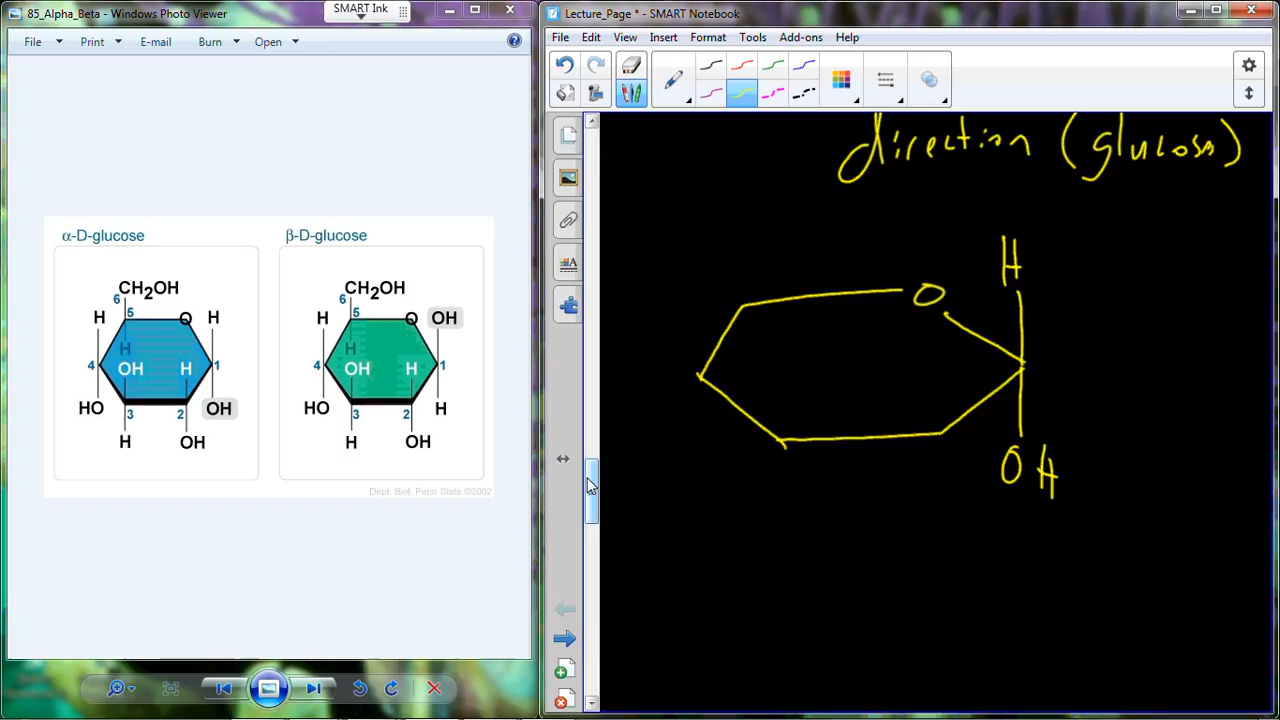 85_Alpha_Beta - Windows Photo Viewer
SMART Ink
File Print E-mail Burn Open
α-D-glucose
β-D-glucose
6 CH2OH
5
H O H
H
4 OH H 1
HO OH
3 2
H OH
6 CH2OH
5
H O OH
H
4 OH H 1
HO H
3 2
H OH
Dept. Biol. Penn State ©2002
Lecture_Page * - SMART Notebook
File Edit View Insert Format Tools Add-ons Help
direction (glucose)
H
O
OH